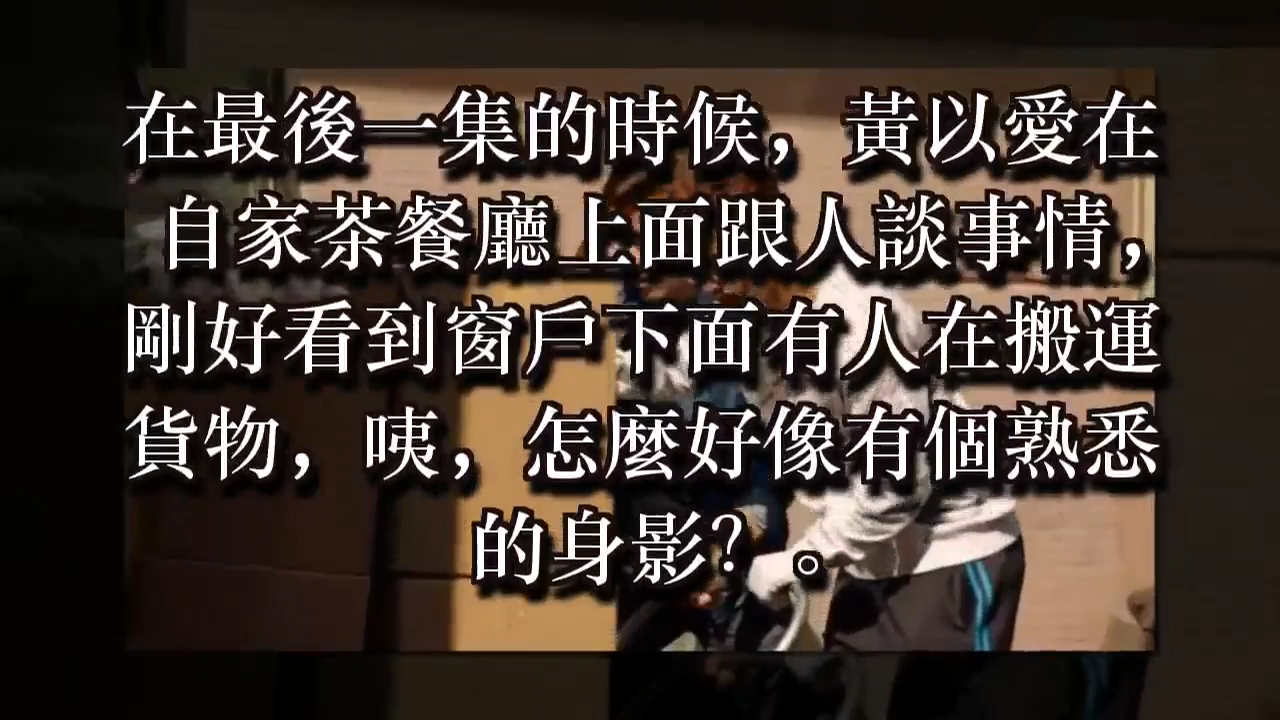 在最後一集的時候，黃以愛在
自家茶餐廳上面跟人談事情，
剛好看到窗戶下面有人在搬運
貨物，咦，怎麼好像有個熟悉
的身影？。